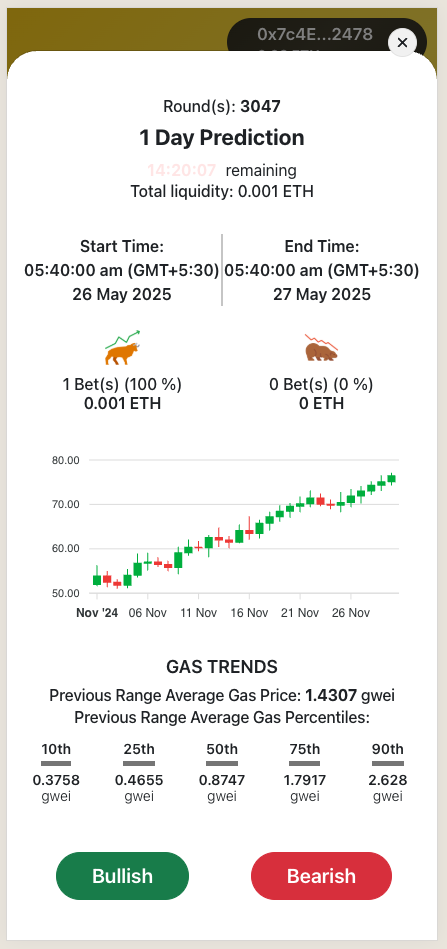 0x7c4E...2478
Round(s): 3047
1 Day Prediction
14:20:07 remaining
Total liquidity: 0.001 ETH
Start Time:
05:40:00 am (GMT+5:30)
26 May 2025
End Time:
05:40:00 am (GMT+5:30)
27 May 2025
1 Bet(s) (100 %)
0.001 ETH
0 Bet(s) (0 %)
0 ETH
80.00
70.00
60.00
50.00
Nov '24 06 Nov 11 Nov 16 Nov 21 Nov 26 Nov
GAS TRENDS
Previous Range Average Gas Price: 1.4307 gwei
Previous Range Average Gas Percentiles:
10th 25th 50th 75th 90th
0.3758 0.4655 0.8747 1.7917 2.628
gwei gwei gwei gwei gwei
Bullish Bearish